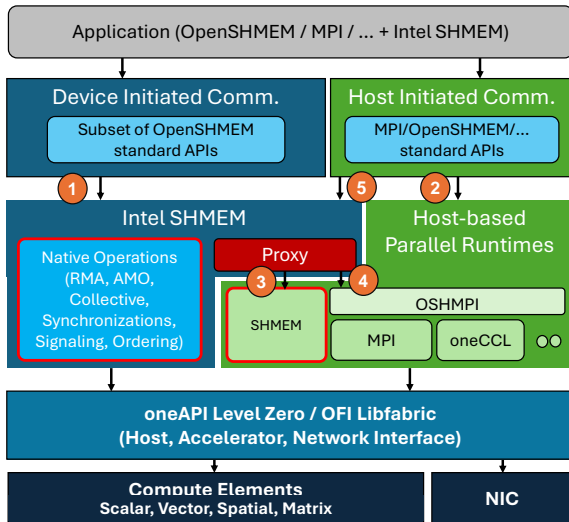 Application (OpenSHMEM / MPI / ... + Intel SHMEM)
Device Initiated Comm.
Subset of OpenSHMEM
standard APIs
Host Initiated Comm.
MPI/OpenSHMEM/...
standard APIs
1
5
2
Intel SHMEM
Host-based
Parallel Runtimes
Native Operations
(RMA, AMO,
Collective,
Synchronizations,
Signaling, Ordering)
Proxy
3
4
SHMEM
OSHMPI
MPI
oneCCL
oneAPI Level Zero / OFI Libfabric
(Host, Accelerator, Network Interface)
Compute Elements
Scalar, Vector, Spatial, Matrix
NIC